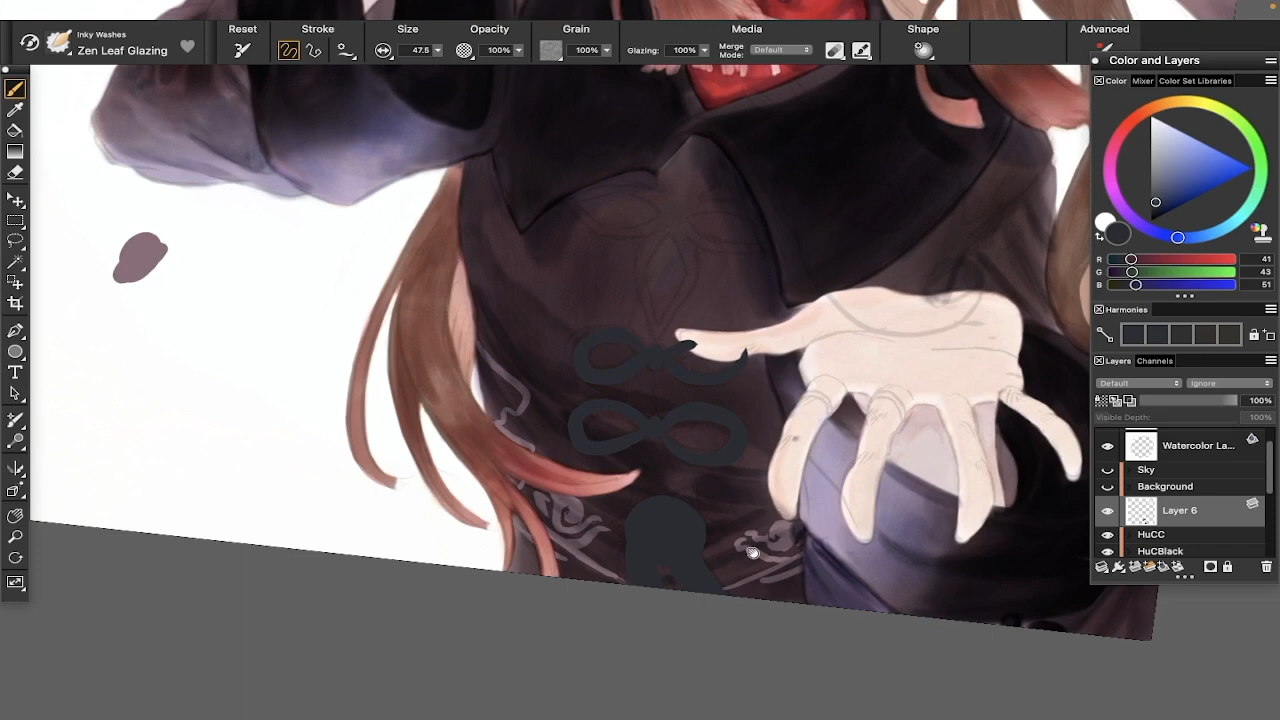 Reset
Stroke
Size
Opacity
Grain
Media
Shape
Advanced
Inky Washes
Zen Leaf Glazing
47.5
100%
100%
Glazing: 100%
Merge Mode: Default
Color and Layers
Color Mixer Color Set Libraries
R 41
G 43
B 51
Harmonies
Layers Channels
Default Ignore
100%
Visible Depth: 100%
Watercolor La...
Sky
Background
Layer 6
HuCC
HuCBlack